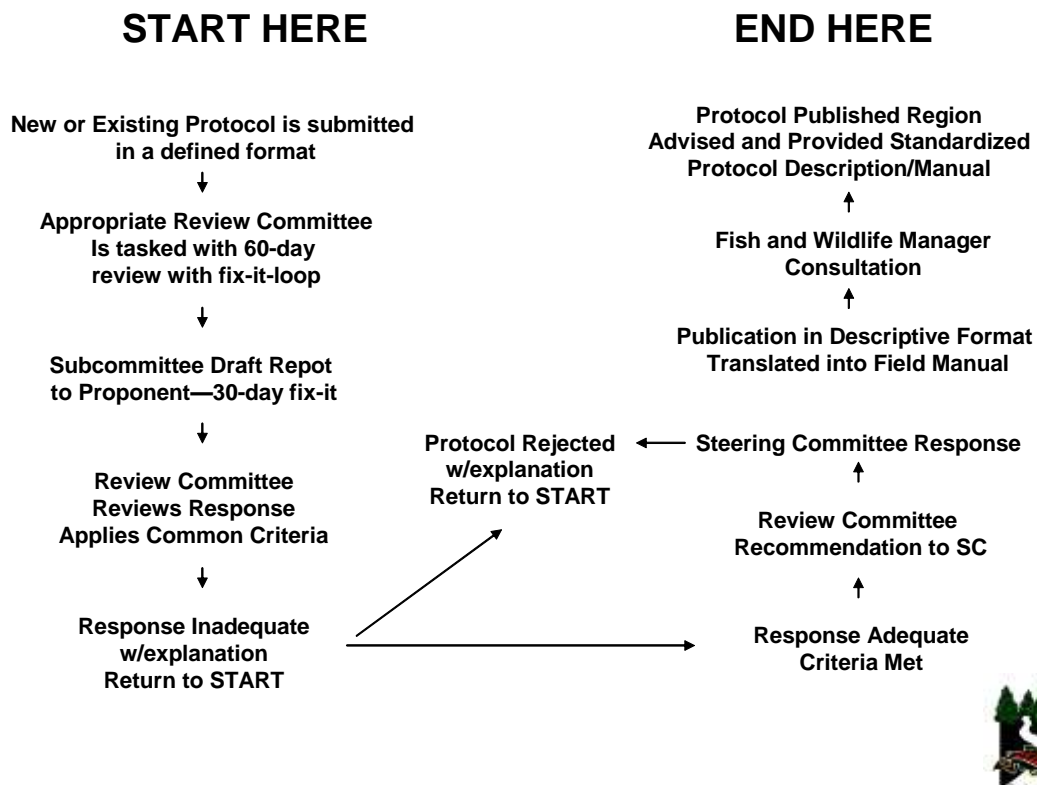 START HERE
New or Existing Protocol is submitted
in a defined format
Appropriate Review Committee
Is tasked with 60-day
review with fix-it-loop
Subcommittee Draft Repot
to Proponent—30-day fix-it
Review Committee
Reviews Response
Applies Common Criteria
Response Inadequate
w/explanation
Return to START
Protocol Rejected
w/explanation
Return to START
END HERE
Protocol Published Region
Advised and Provided Standardized
Protocol Description/Manual
Fish and Wildlife Manager
Consultation
Publication in Descriptive Format
Translated into Field Manual
Steering Committee Response
Review Committee
Recommendation to SC
Response Adequate
Criteria Met